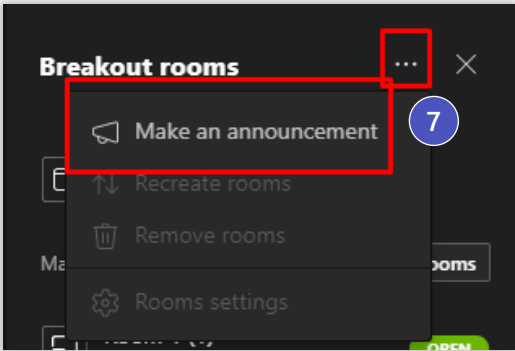 Breakout rooms
...
Make an announcement
7
Recreate rooms
Remove rooms
Ma
ooms
Rooms settings
OPEN